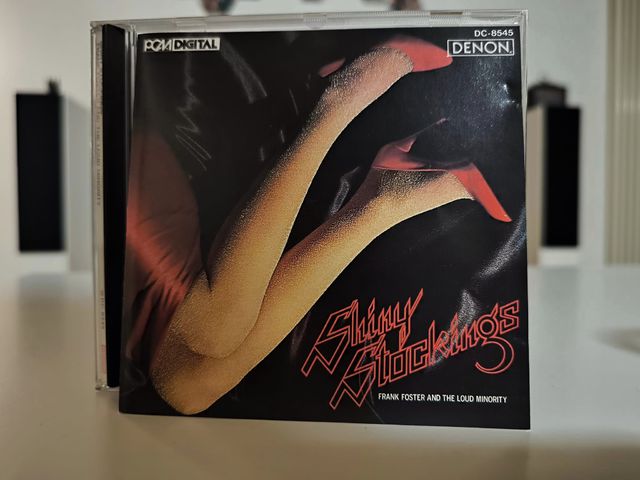 PCM DIGITAL
DC-8545
DENON
Shiny
Stockings
FRANK FOSTER AND THE LOUD MINORITY